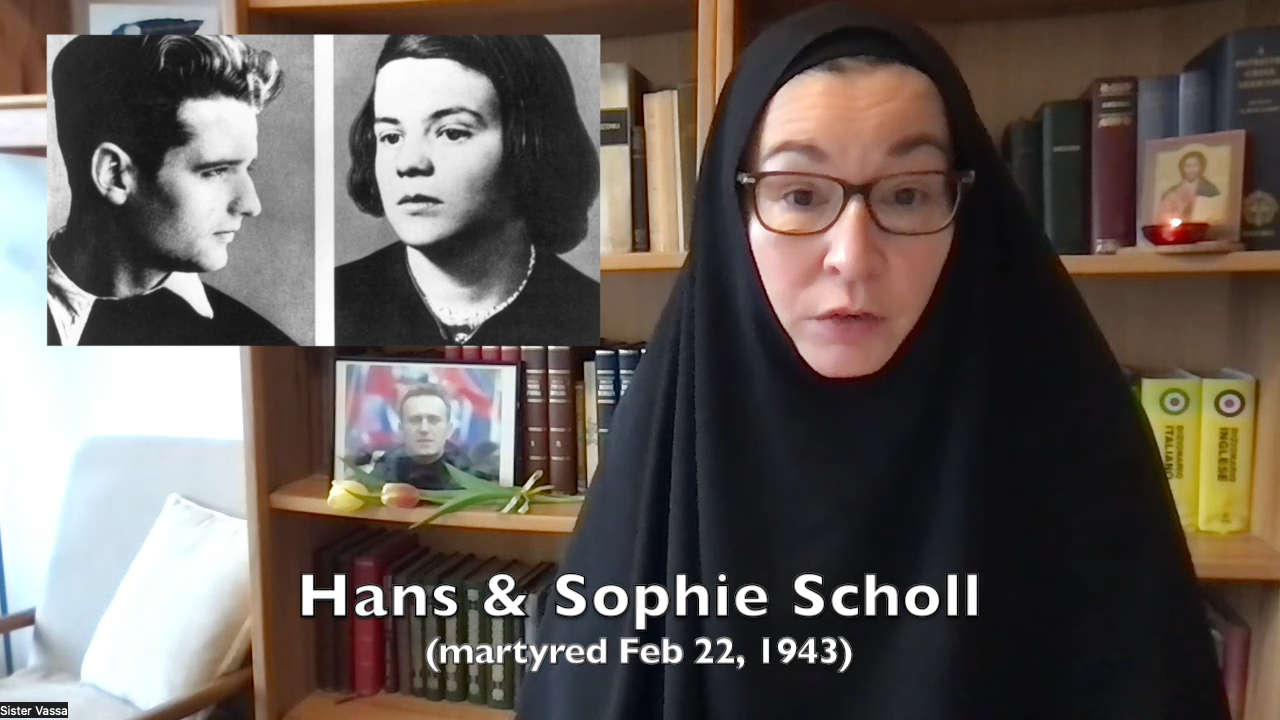 Hans & Sophie Scholl
(martyred Feb 22, 1943)
DIZIONARIO
ITALIANO
DIZIONARIO
INGLESE
Sister Vassa